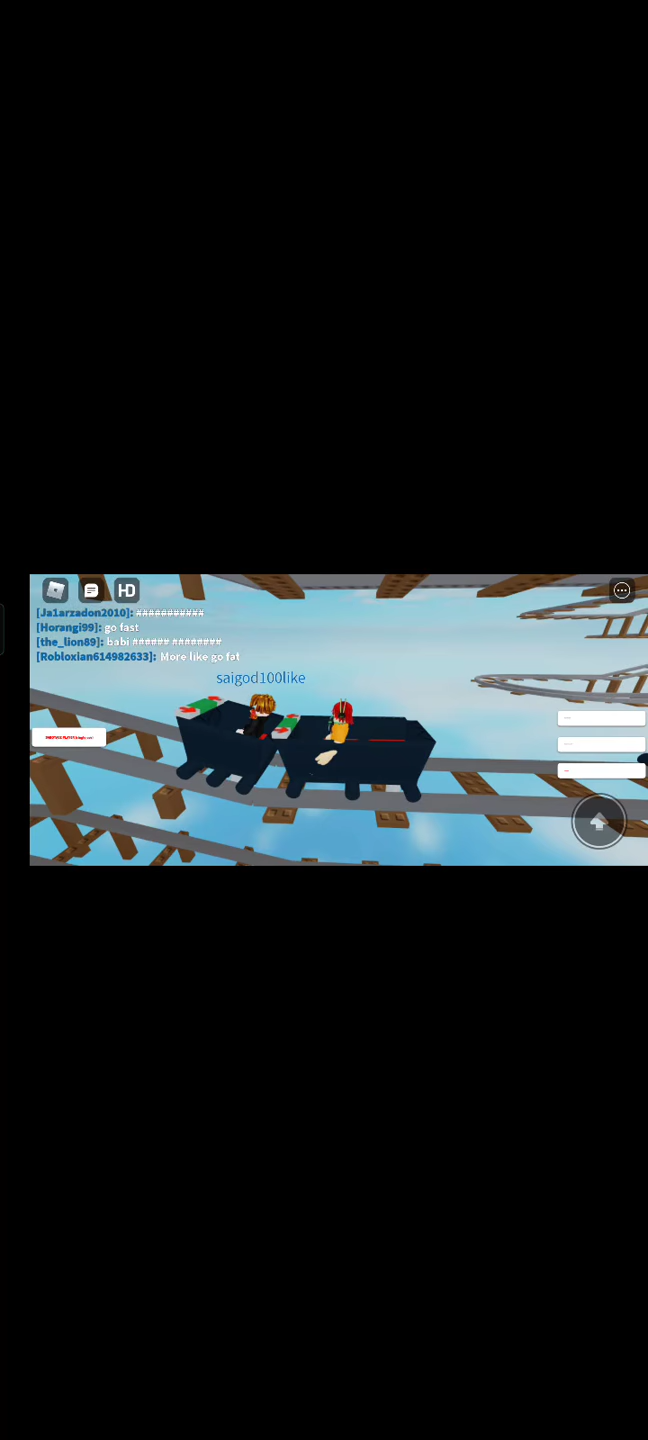 HD
[Ja1arzadon2010]: ###########
[Horangi99]: go fast
[the_lion89]: babi ###### ########
[Robloxian614982633]: More like go fat
saigod100like